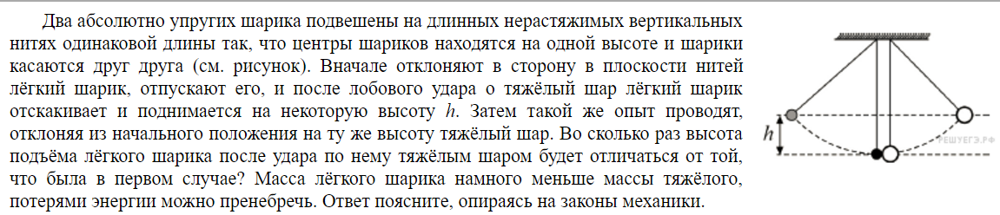 Два абсолютно упругих шарика подвешены на длинных нерастяжимых вертикальных
нитях одинаковой длины так, что центры шариков находятся на одной высоте и шарики
касаются друг друга (см. рисунок). Вначале отклоняют в сторону в плоскости нитей
лёгкий шарик, отпускают его, и после лобового удара о тяжёлый шар лёгкий шарик
отскакивает и поднимается на некоторую высоту h. Затем такой же опыт проводят,
отклоняя из начального положения на ту же высоту тяжёлый шар. Во сколько раз высота
подъёма лёгкого шарика после удара по нему тяжёлым шаром будет отличаться от той,
что была в первом случае? Масса лёгкого шарика намного меньше массы тяжёлого,
потерями энергии можно пренебречь. Ответ поясните, опираясь на законы механики.
h
РЕШУЕГЭ.РФ